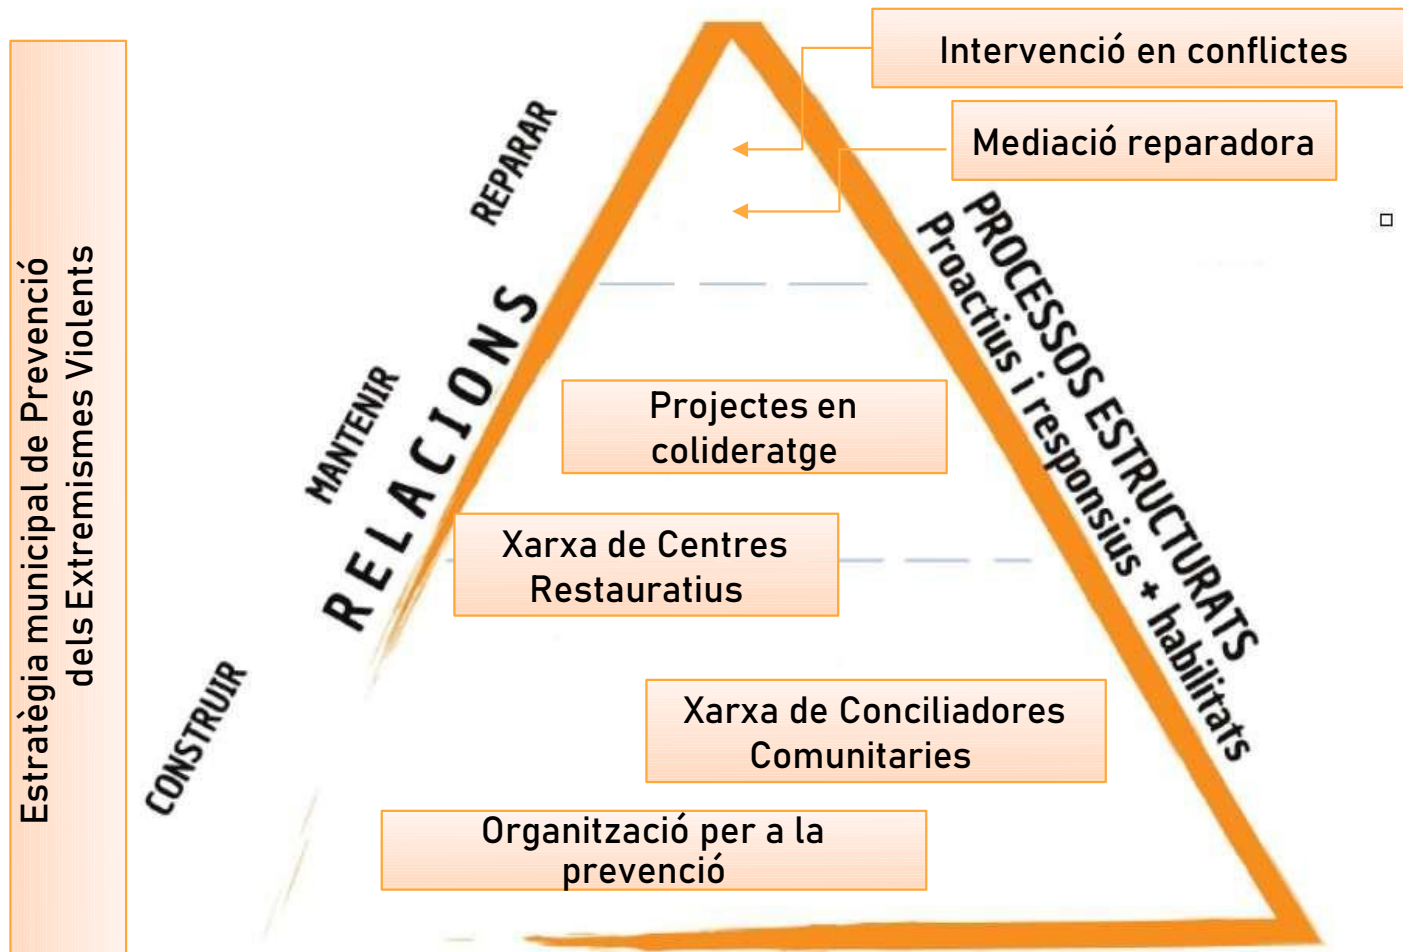 Estratègia municipal de Prevenció
dels Extremismes Violents
Intervenció en conflictes
Mediació reparadora
REPARAR
MANTENIR
CONSTRUIR
RELACIONS
PROCESSOS ESTRUCTURATS
Proactius i responsius + habilitats
Projectes en
colideratge
Xarxa de Centres
Restauratius
Xarxa de Conciliadores
Comunitaries
Organització per a la
prevenció